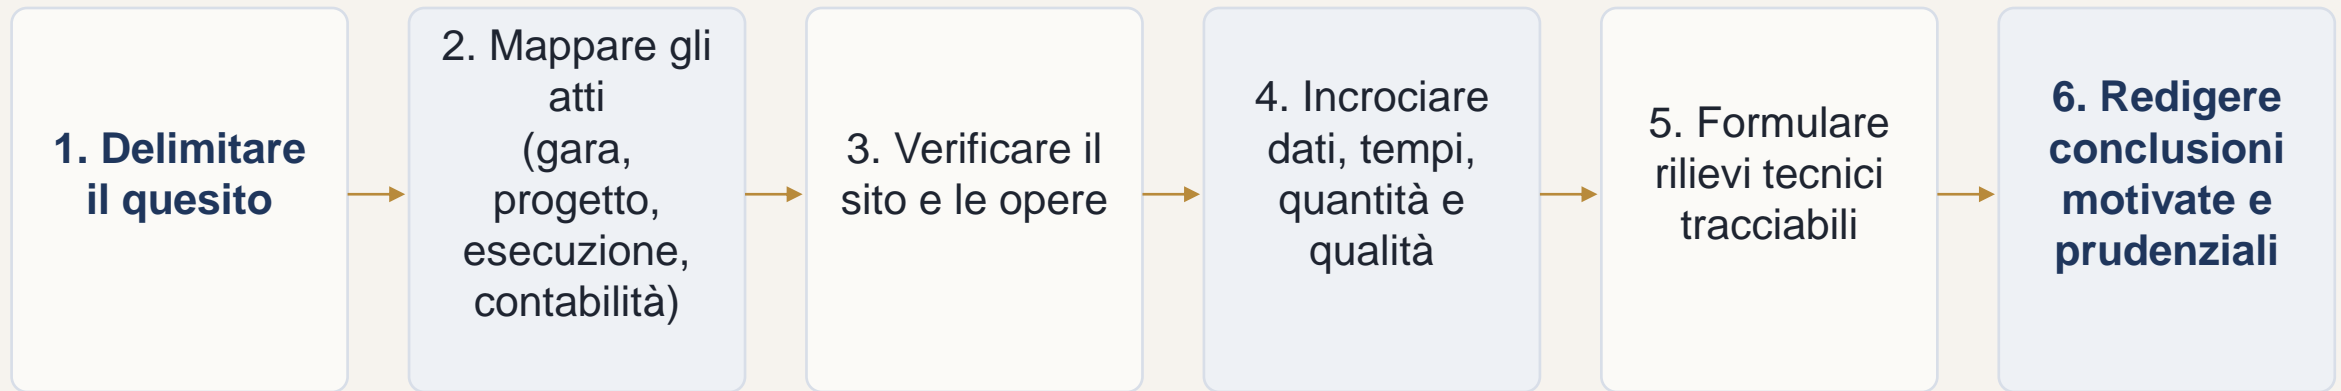 1. Delimitare
il quesito
2. Mappare gli
atti
(gara,
progetto,
esecuzione,
contabilità)
3. Verificare il
sito e le opere
4. Incrociare
dati, tempi,
quantità e
qualità
5. Formulare
rilievi tecnici
tracciabili
6. Redigere
conclusioni
motivate e
prudenziali